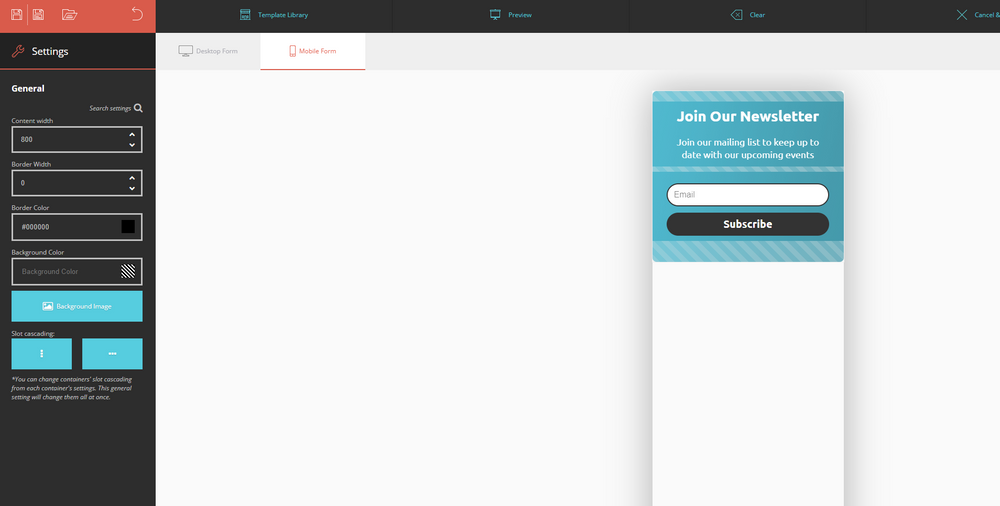 Template Library
Preview
Clear
Cancel &
Settings
Desktop Form
Mobile Form
General
Search settings
Content width
800
Border Width
0
Border Color
#000000
Background Color
Background Color
Background Image
Slot cascading:
*You can change containers' slot cascading
from each container's settings. This general
setting will change them all at once.
Join Our Newsletter
Join our mailing list to keep up to
date with our upcoming events
Email
Subscribe